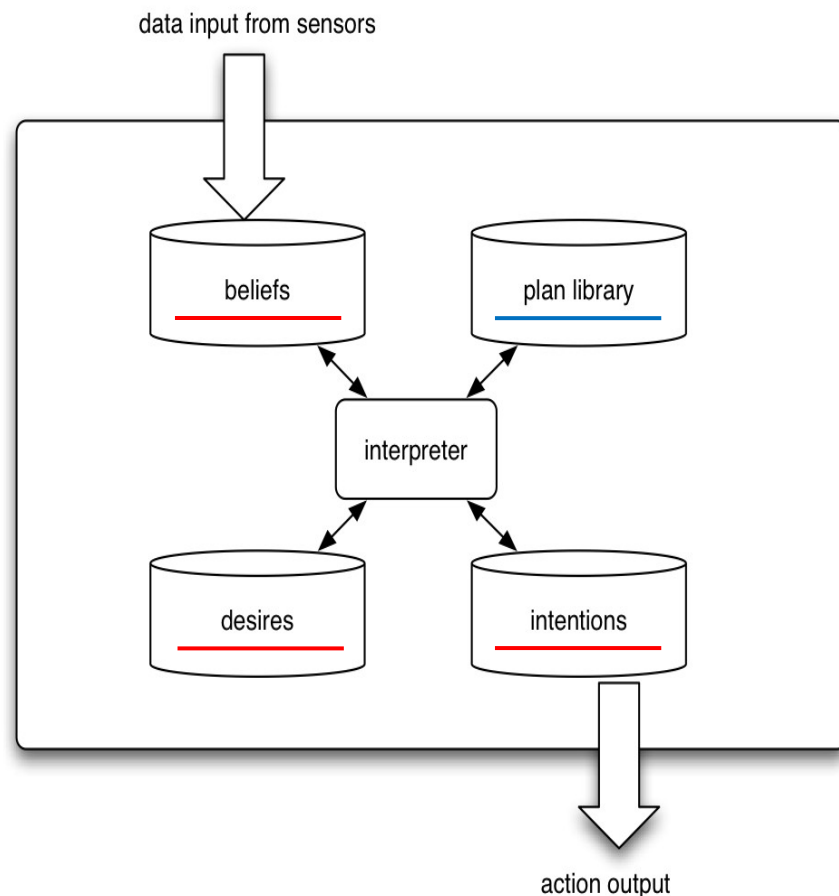 data input from sensors
beliefs
plan library
interpreter
desires
intentions
action output